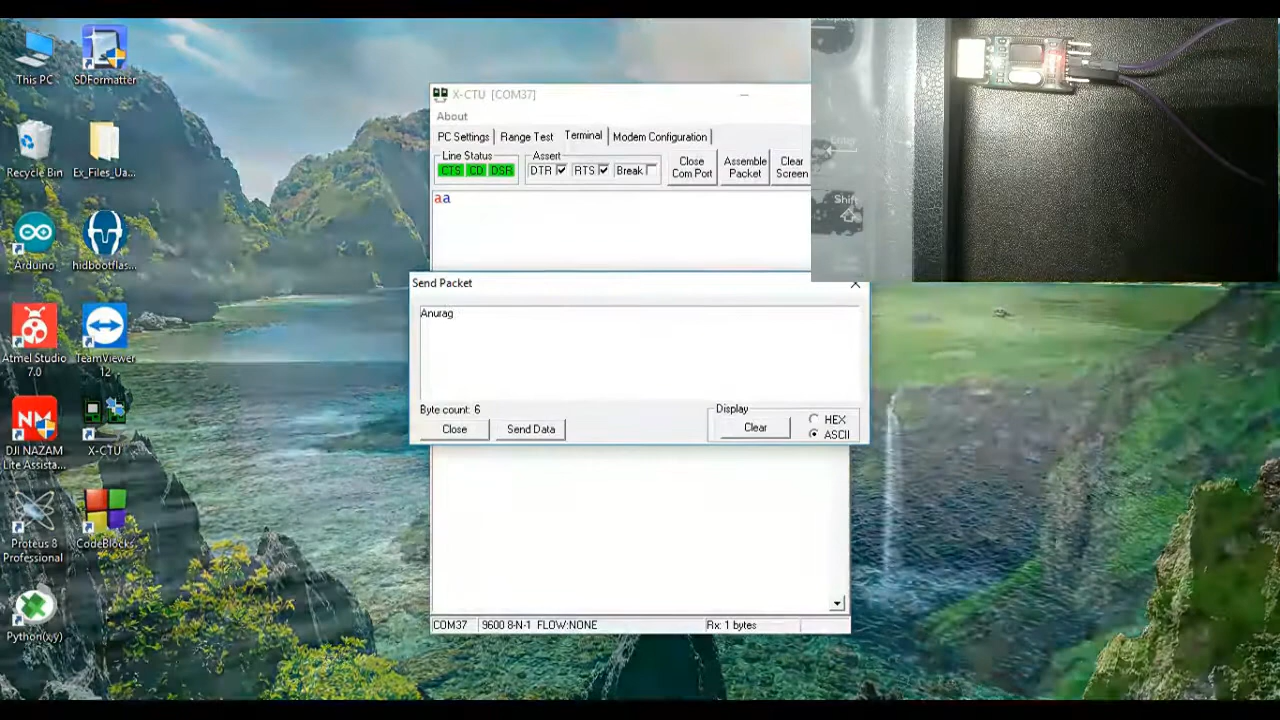 This PC
SDFormatter
Recycle Bin
Ex_Files_Ua...
Arduino
hidbootflas...
Atmel Studio
7.0
TeamViewer
12
NM
DJI NAZAM
Lite Assista...
X-CTU
Proteus 8
Professional
CodeBlocks
Python(x,y)
X-CTU [COM37]
About
PC Settings
Range Test
Terminal
Modem Configuration
Line Status
CTS CD DSR
Assert
DTR RTS Break
Close
Com Port
Assemble
Packet
Clear
Screen
aa
Send Packet
Anurag
Byte count: 6
Close
Send Data
Display
Clear
HEX
ASCII
COM37
9600 8-N-1 FLOW:NONE
Rx: 1 bytes
Enter
Shift